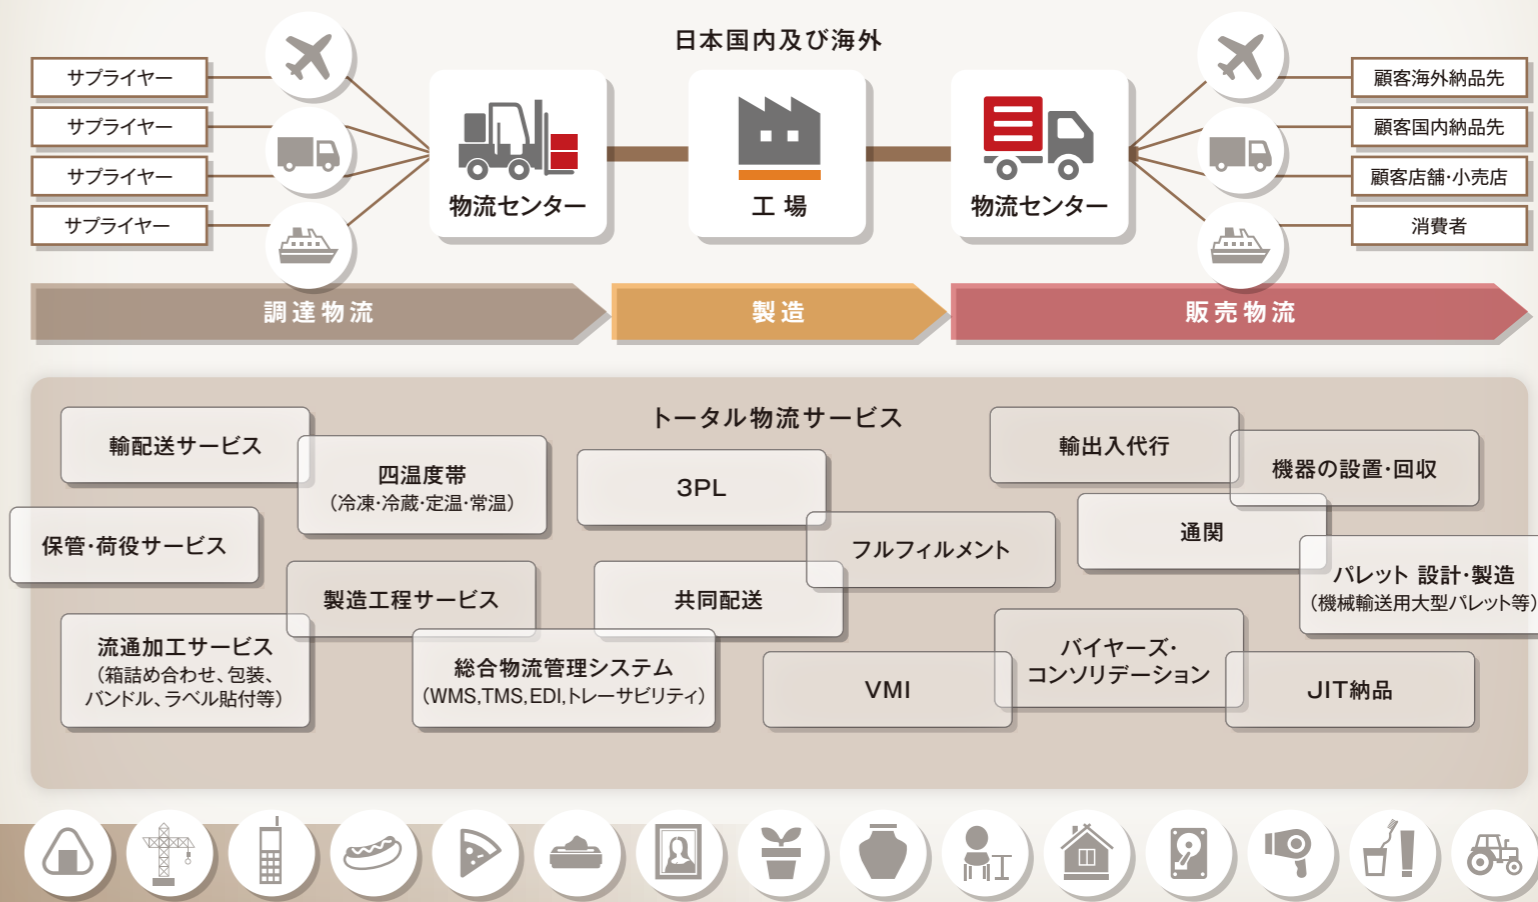 日本国内及び海外
サプライヤー
サプライヤー
サプライヤー
サプライヤー
物流センター
工 場
物流センター
顧客海外納品先
顧客国内納品先
顧客店舗・小売店
消費者
調達物流
製造
販売物流
トータル物流サービス
輸配送サービス
四温度帯
（冷凍・冷蔵・定温・常温）
3PL
輸出入代行
機器の設置・回収
保管・荷役サービス
フルフィルメント
通関
パレット 設計・製造
（機械輸送用大型パレット等）
製造工程サービス
共同配送
流通加工サービス
（箱詰め合わせ、包装、
バンドル、ラベル貼付等）
総合物流管理システム
（WMS,TMS,EDI,トレーサビリティ）
VMI
バイヤーズ・
コンソリデーション
JIT納品